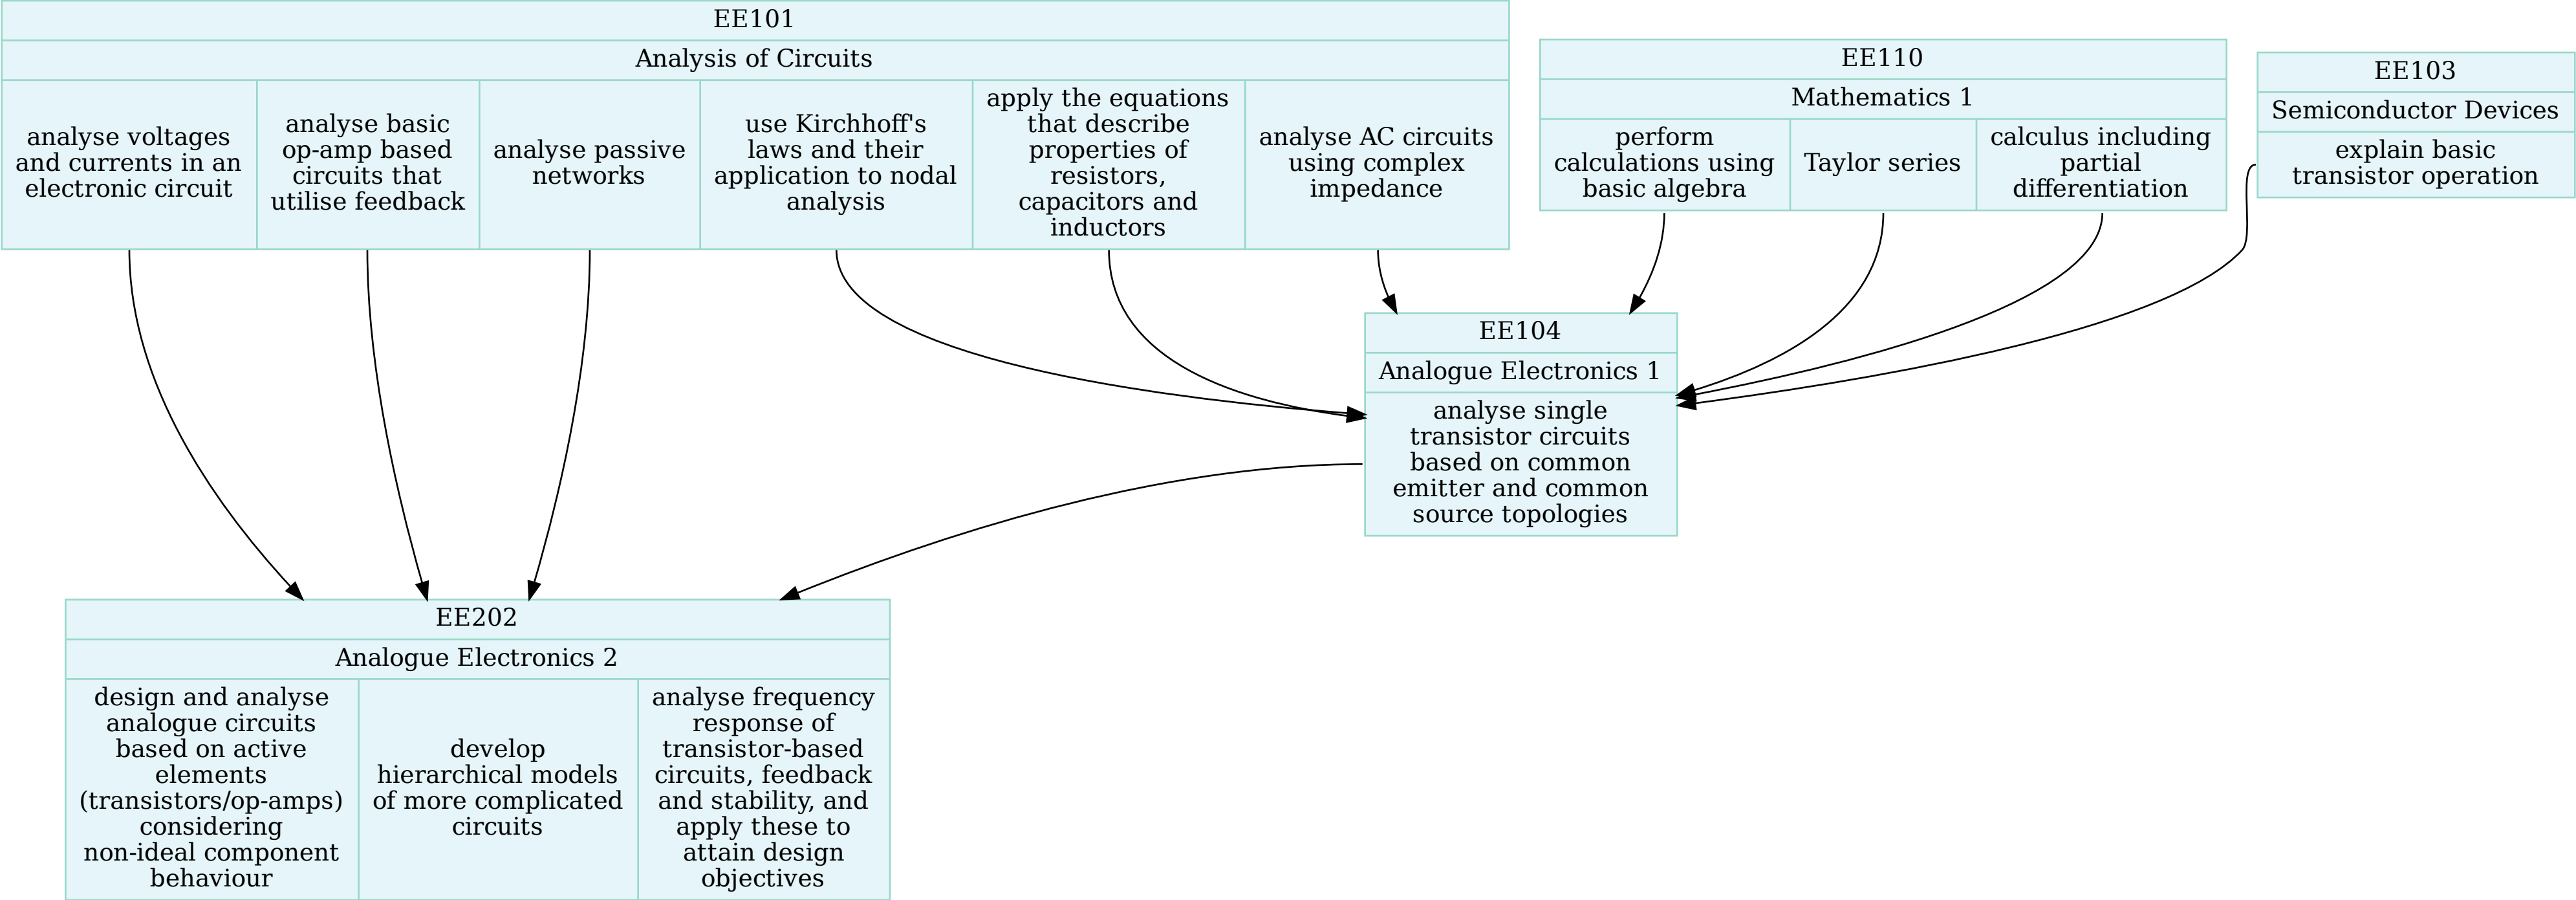 EE101
Analysis of Circuits
analyse voltages
and currents in an
electronic circuit
analyse basic
op-amp based
circuits that
utilise feedback
analyse passive
networks
use Kirchhoff's
laws and their
application to nodal
analysis
apply the equations
that describe
properties of
resistors,
capacitors and
inductors
analyse AC circuits
using complex
impedance
EE110
Mathematics 1
perform
calculations using
basic algebra
Taylor series
calculus including
partial
differentiation
EE103
Semiconductor Devices
explain basic
transistor operation
EE104
Analogue Electronics 1
analyse single
transistor circuits
based on common
emitter and common
source topologies
EE202
Analogue Electronics 2
design and analyse
analogue circuits
based on active
elements
(transistors/op-amps)
considering
non-ideal component
behaviour
develop
hierarchical models
of more complicated
circuits
analyse frequency
response of
transistor-based
circuits, feedback
and stability, and
apply these to
attain design
objectives